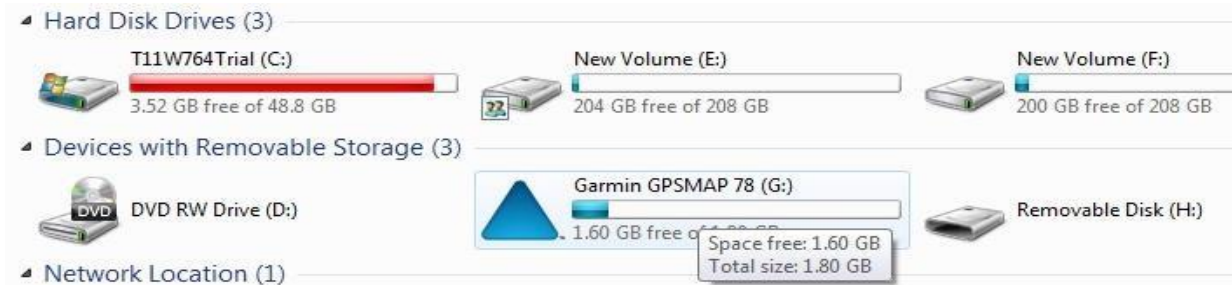 Hard Disk Drives (3)
T11W764Trial (C:)
3.52 GB free of 48.8 GB
New Volume (E:)
204 GB free of 208 GB
New Volume (F:)
200 GB free of 208 GB
Devices with Removable Storage (3)
DVD
DVD RW Drive (D:)
Garmin GPSMAP 78 (G:)
1.60 GB free of
Space free: 1.60 GB
Total size: 1.80 GB
Removable Disk (H:)
Network Location (1)